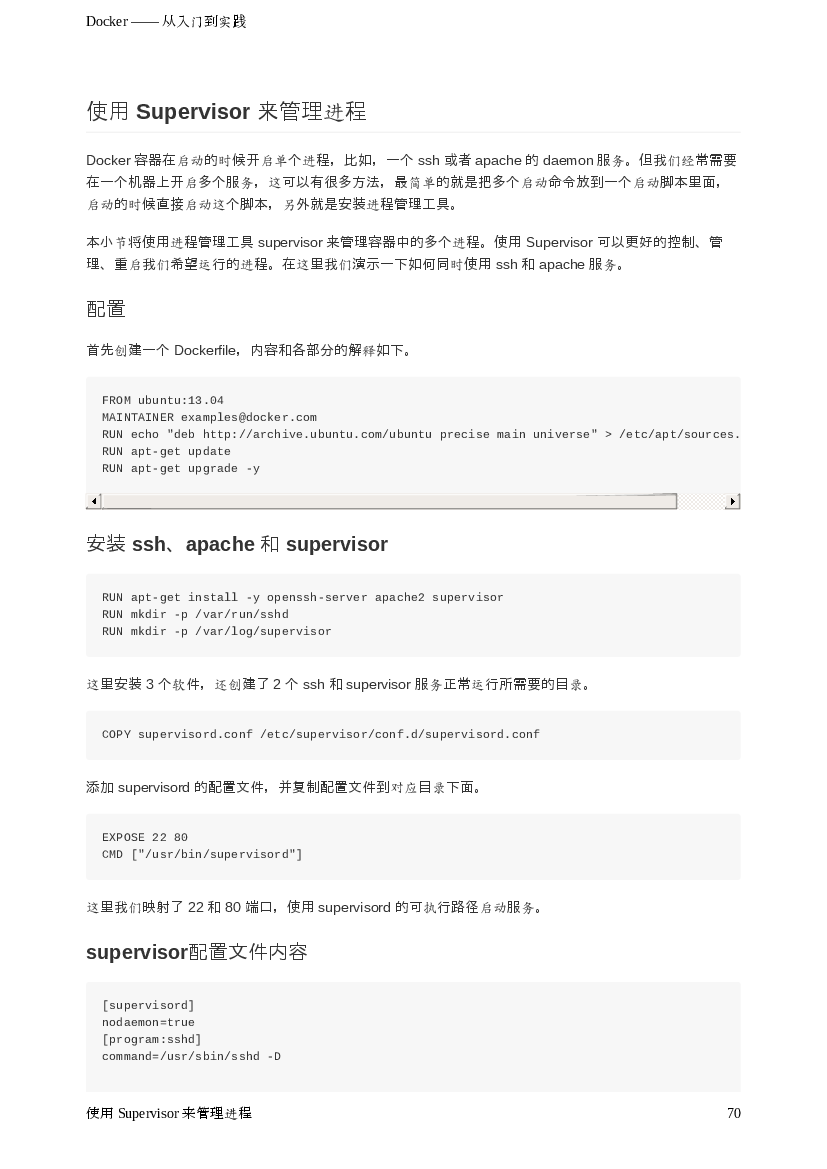 Docker —— 从入门到实践
使用 Supervisor 来管理进程
Docker 容器在启动的时候开启单个进程，比如，一个 ssh 或者 apache 的 daemon 服务。但我们经常需要
在一个机器上开启多个服务，这可以有很多方法，最简单的就是把多个启动命令放到一个启动脚本里面，
启动的时候直接启动这个脚本，另外就是安装进程管理工具。
本小节将使用进程管理工具 supervisor 来管理容器中的多个进程。使用 Supervisor 可以更好的控制、管
理、重启我们希望运行的进程。在这里我们演示一下如何同时使用 ssh 和 apache 服务。
配置
首先创建一个 Dockerfile，内容和各部分的解释如下。
FROM ubuntu:13.04
MAINTAINER examples@docker.com
RUN echo "deb http://archive.ubuntu.com/ubuntu precise main universe" > /etc/apt/sources.
RUN apt-get update
RUN apt-get upgrade -y
安装 ssh、apache 和 supervisor
RUN apt-get install -y openssh-server apache2 supervisor
RUN mkdir -p /var/run/sshd
RUN mkdir -p /var/log/supervisor
这里安装 3 个软件，还创建了 2 个 ssh 和 supervisor 服务正常运行所需要的目录。
COPY supervisord.conf /etc/supervisor/conf.d/supervisord.conf
添加 supervisord 的配置文件，并复制配置文件到对应目录下面。
EXPOSE 22 80
CMD ["/usr/bin/supervisord"]
这里我们映射了 22 和 80 端口，使用 supervisord 的可执行路径启动服务。
supervisor配置文件内容
[supervisord]
nodaemon=true
[program:sshd]
command=/usr/sbin/sshd -D
使用 Supervisor 来管理进程 70